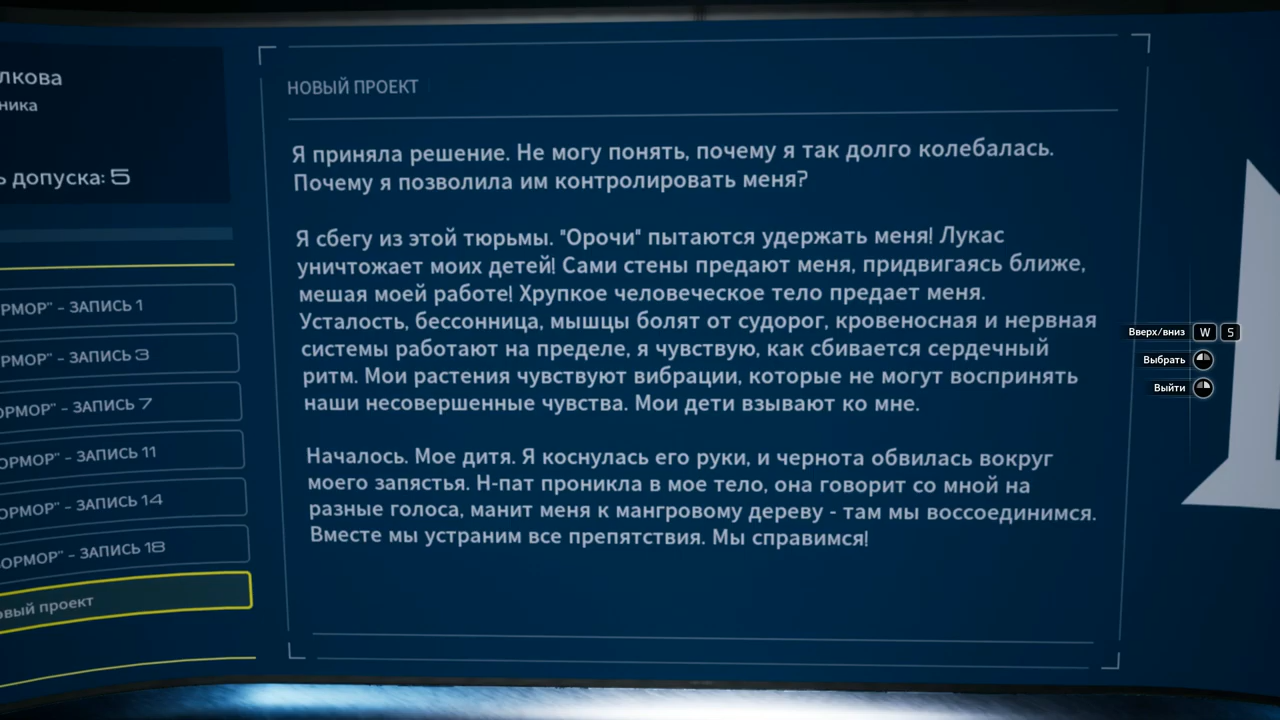 лкова
ника
ь допуска: 5
РМОР" - ЗАПИСЬ 1
РМОР" - ЗАПИСЬ 3
ОРМОР" - ЗАПИСЬ 7
ОРМОР" - ЗАПИСЬ 11
ОРМОР" - ЗАПИСЬ 14
ОРМОР" - ЗАПИСЬ 18
овый проект
НОВЫЙ ПРОЕКТ
Я приняла решение. Не могу понять, почему я так долго колебалась.
Почему я позволила им контролировать меня?
Я сбегу из этой тюрьмы. "Орочи" пытаются удержать меня! Лукас
уничтожает моих детей! Сами стены предают меня, придвигаясь ближе,
мешая моей работе! Хрупкое человеческое тело предает меня.
Усталость, бессонница, мышцы болят от судорог, кровеносная и нервная
системы работают на пределе, я чувствую, как сбивается сердечный
ритм. Мои растения чувствуют вибрации, которые не могут воспринять
наши несовершенные чувства. Мои дети взывают ко мне.
Началось. Мое дитя. Я коснулась его руки, и чернота обвилась вокруг
моего запястья. Н-пат проникла в мое тело, она говорит со мной на
разные голоса, манит меня к мангровому дереву - там мы воссоединимся.
Вместе мы устраним все препятствия. Мы справимся!
Вверх/вниз W S
Выбрать
Выйти